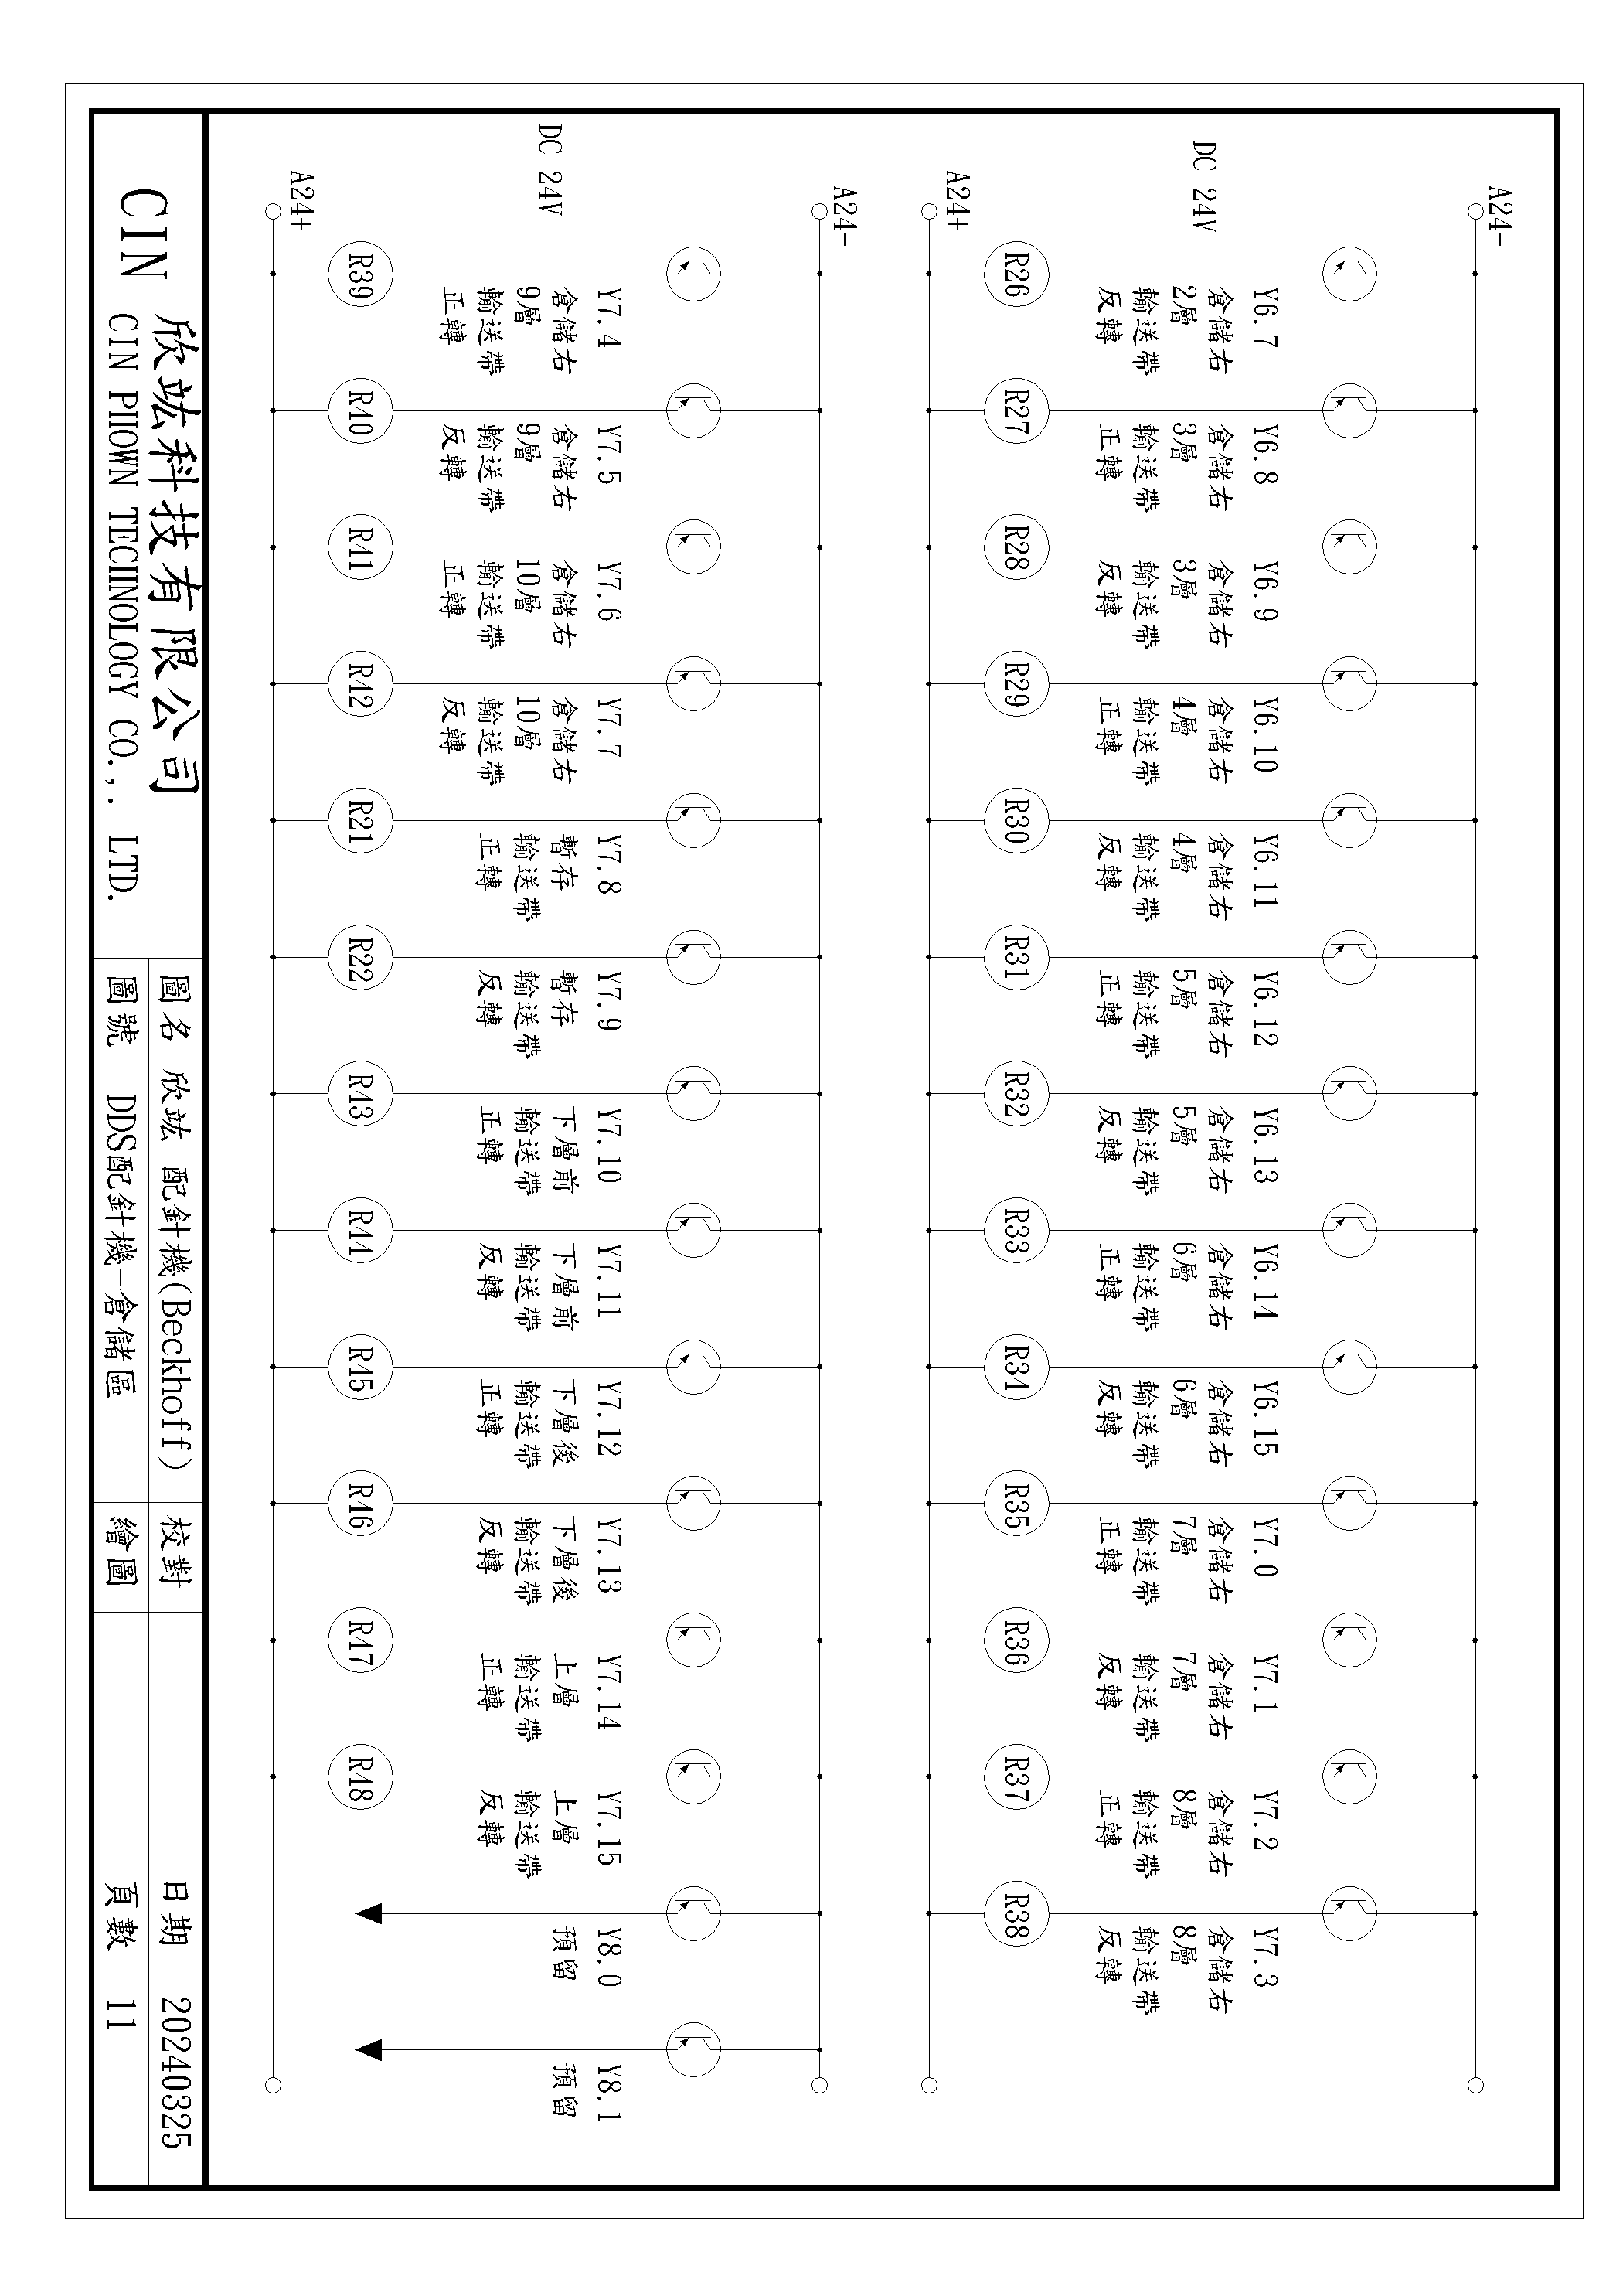 A24-
DC 24V
A24+
Y6.7
倉儲右
2層
輸送帶
反轉
R26
Y6.8
倉儲右
3層
輸送帶
正轉
R27
Y6.9
倉儲右
3層
輸送帶
反轉
R28
Y6.10
倉儲右
4層
輸送帶
正轉
R29
Y6.11
倉儲右
4層
輸送帶
反轉
R30
Y6.12
倉儲右
5層
輸送帶
正轉
R31
Y6.13
倉儲右
5層
輸送帶
反轉
R32
Y6.14
倉儲右
6層
輸送帶
正轉
R33
Y6.15
倉儲右
6層
輸送帶
反轉
R34
Y7.0
倉儲右
7層
輸送帶
正轉
R35
Y7.1
倉儲右
7層
輸送帶
反轉
R36
Y7.2
倉儲右
8層
輸送帶
正轉
R37
Y7.3
倉儲右
8層
輸送帶
反轉
R38
A24-
DC 24V
A24+
Y7.4
倉儲右
9層
輸送帶
正轉
R39
Y7.5
倉儲右
9層
輸送帶
反轉
R40
Y7.6
倉儲右
10層
輸送帶
正轉
R41
Y7.7
倉儲右
10層
輸送帶
反轉
R42
Y7.8
暫存
輸送帶
正轉
R21
Y7.9
暫存
輸送帶
反轉
R22
Y7.10
下層前
輸送帶
正轉
R43
Y7.11
下層前
輸送帶
反轉
R44
Y7.12
下層後
輸送帶
正轉
R45
Y7.13
下層後
輸送帶
反轉
R46
Y7.14
上層
輸送帶
正轉
R47
Y7.15
上層
輸送帶
反轉
R48
Y8.0
預留
Y8.1
預留
CIN
欣竑科技有限公司
CIN PHOWN TECHNOLOGY CO.,. LTD.
圖名
欣竑 配針機(Beckhoff)
校對
日期
20240325
圖號
DDS配針機-倉儲區
繪圖
頁數
11